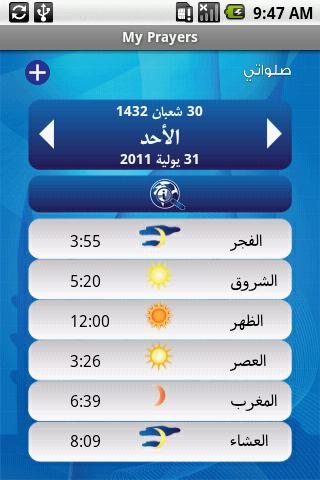 9:47 AM
My Prayers
صلواتي
30 شعبان 1432
الأحد
31 يولية 2011
الفجر 3:55
الشروق 5:20
الظهر 12:00
العصر 3:26
المغرب 6:39
العشاء 8:09